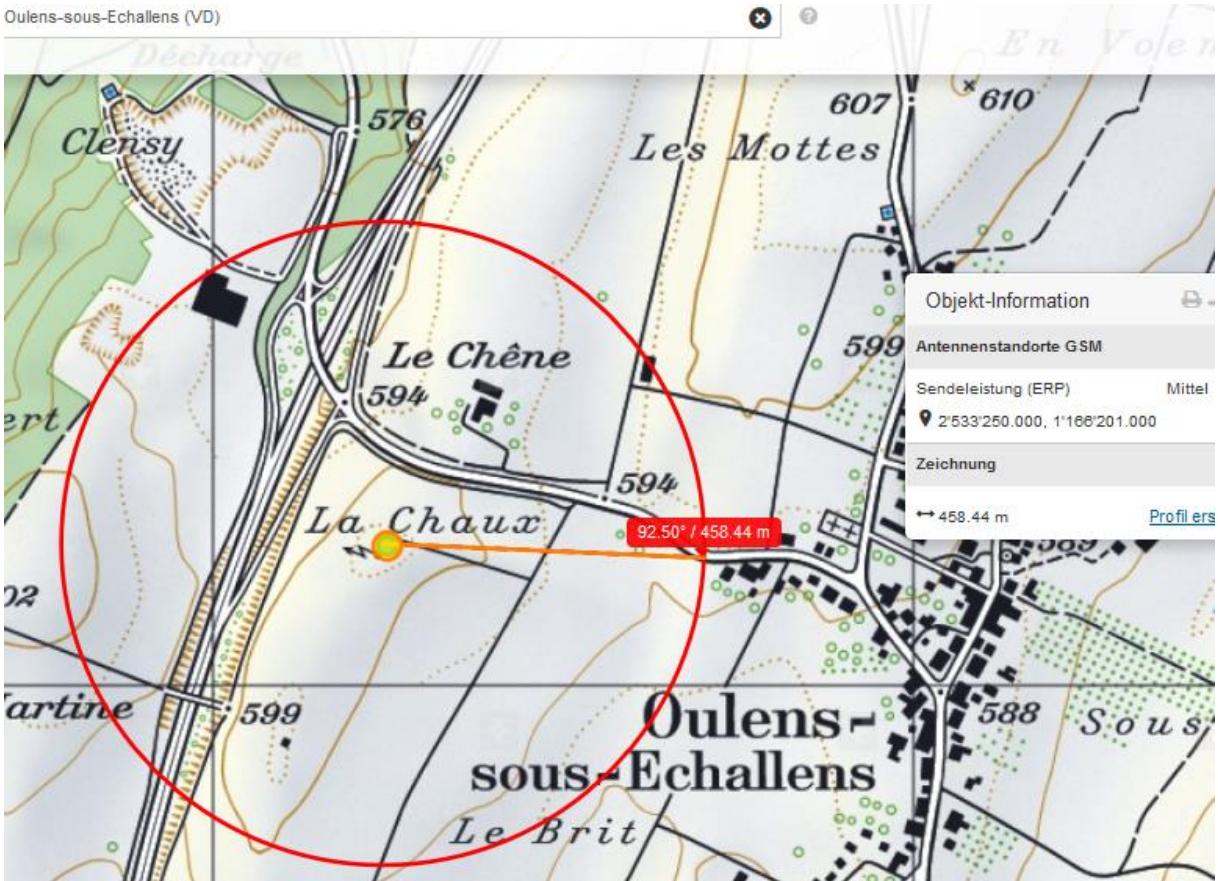 Oulens-sous-Echallens (VD)
Décharge
En Volen
607
610
576
Clensy
Les Mottes
Objekt-Information
Antennenstandorte GSM
Sendeleistung (ERP) Mittel
2'533'250.000, 1'166'201.000
Zeichnung
458.44 m Profil ers
599
Le Chêne
594
ert
594
La Chaux
92.50° / 458.44 m
589
02
artine
599
Oulens-
sous-Echallens
588
Sous
Le Brit